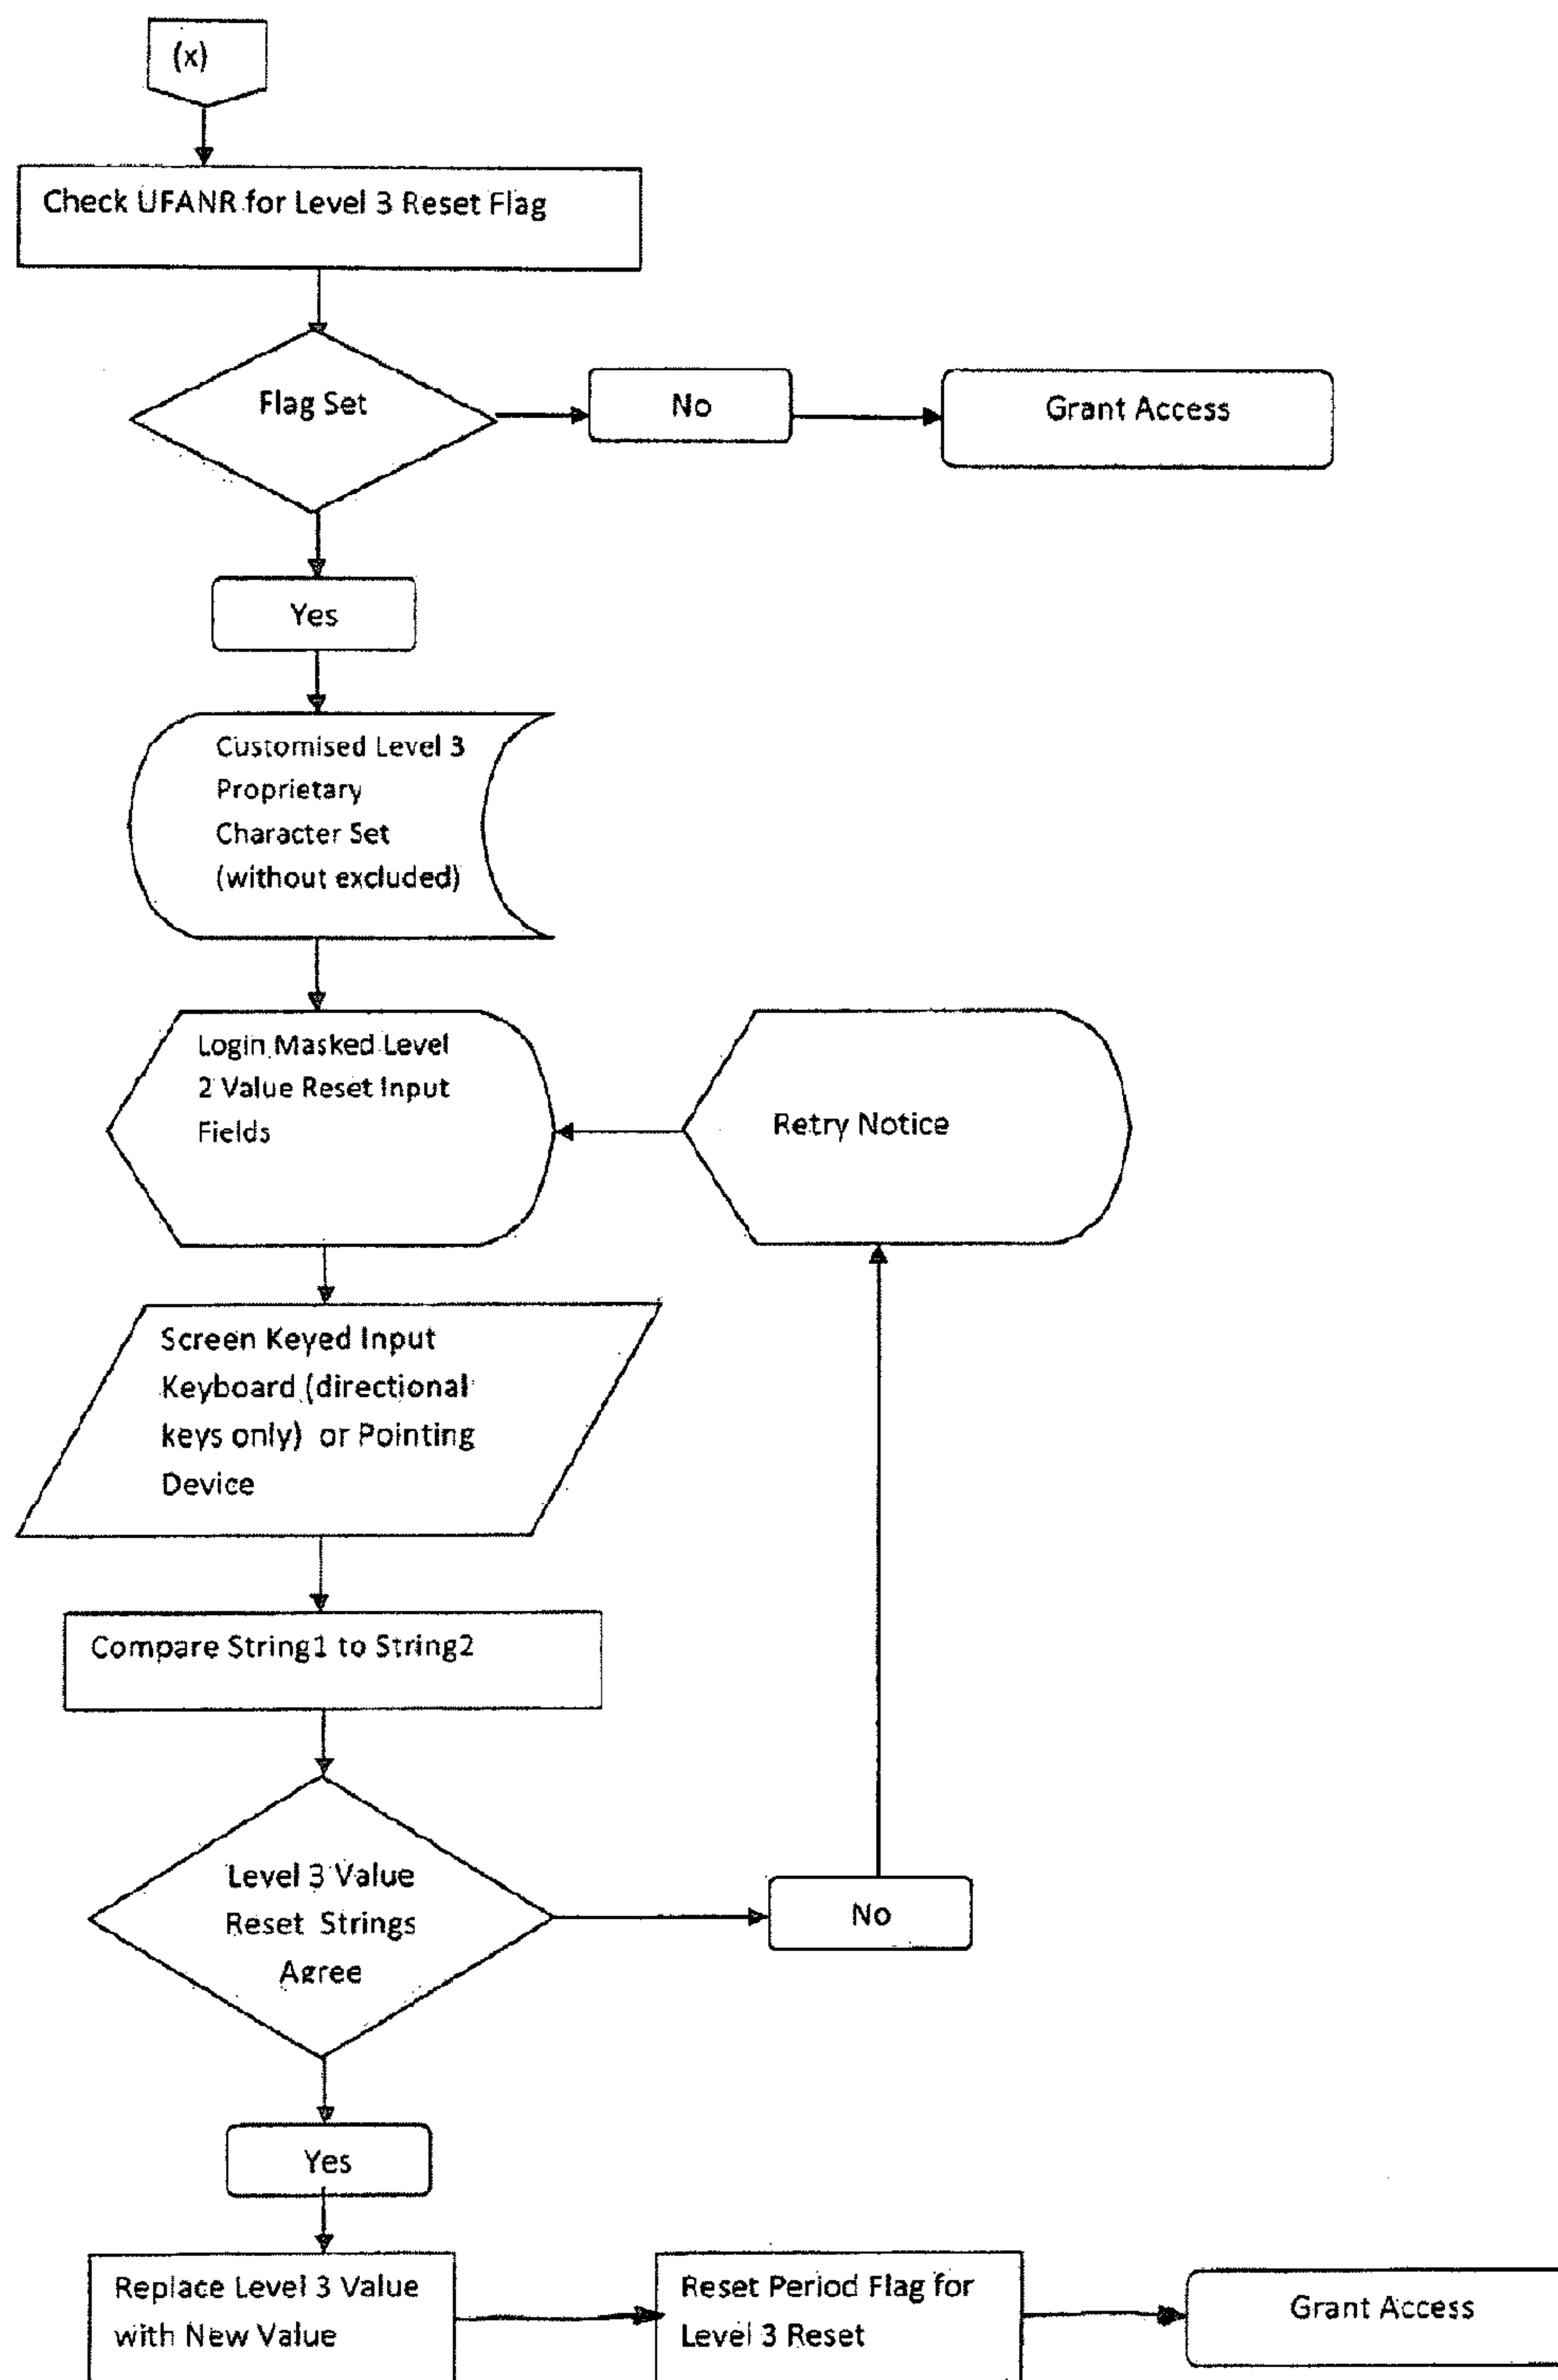 (x)
Check UFANR for Level 3 Reset Flag
Flag Set
No
Grant Access
Yes
Customised Level 3
Proprietary
Character Set
(without excluded)
Login Masked Level
2 Value Reset Input
Fields
Retry Notice
Screen Keyed Input
Keyboard (directional
keys only) or Pointing
Device
Compare String1 to String2
Level 3 Value
Reset Strings
Agree
No
Yes
Replace Level 3 Value
with New Value
Reset Period Flag for
Level 3 Reset
Grant Access